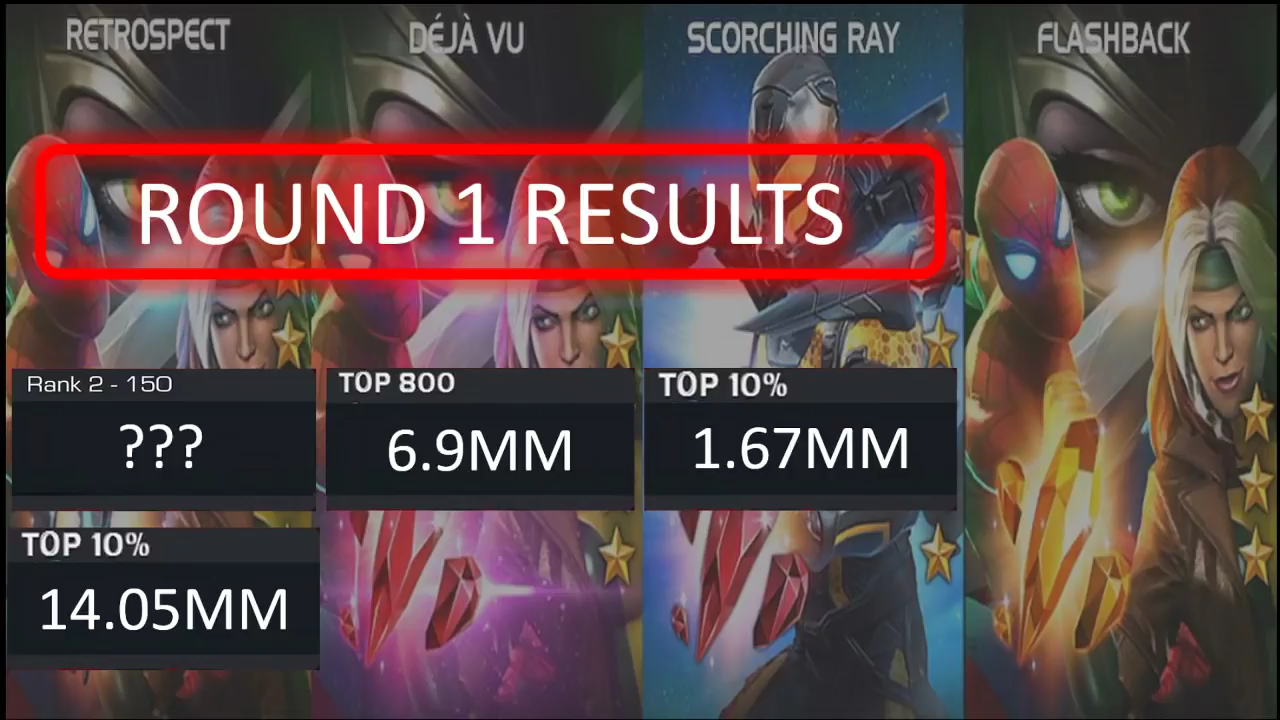 RETROSPECT
DÉJÀ VU
SCORCHING RAY
FLASHBACK
ROUND 1 RESULTS
Rank 2 - 150
???
TOP 800
6.9MM
TOP 10%
1.67MM
TOP 10%
14.05MM